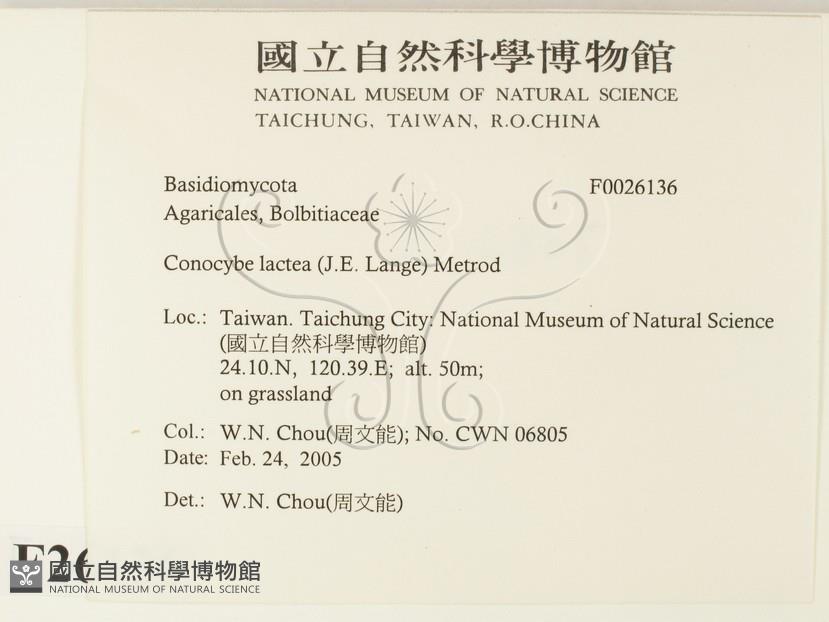 國立自然科學博物館
NATIONAL MUSEUM OF NATURAL SCIENCE
TAICHUNG, TAIWAN, R.O.CHINA
Basidiomycota F0026136
Agaricales, Bolbitiaceae
Conocybe lactea (J.E. Lange) Metrod
Loc.: Taiwan. Taichung City: National Museum of Natural Science
(國立自然科學博物館)
24.10.N, 120.39.E; alt. 50m;
on grassland
Col.: W.N. Chou(周文能); No. CWN 06805
Date: Feb. 24, 2005
Det.: W.N. Chou(周文能)
國立自然科學博物館
NATIONAL MUSEUM OF NATURAL SCIENCE